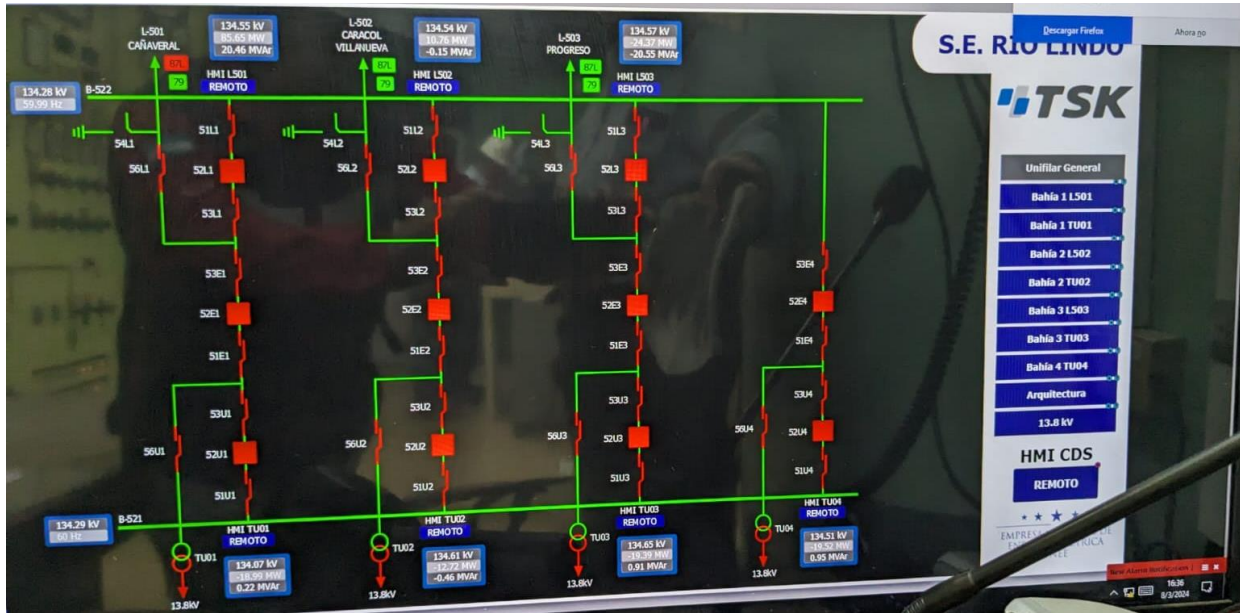 Descargar Firefox
Ahora no
S.E. RIO LINDO
TSK
L-501
CAÑAVERAL
134.55 kV
85.65 MW
20.46 MVAr
L-502
CARACOL
VILLANUEVA
134.54 kV
10.76 MW
-0.15 MVAr
L-503
PROGRESO
134.57 kV
-24.37 MW
-20.55 MVAr
87L
79
HMI L501
REMOTO
87L
79
HMI L502
REMOTO
87L
79
HMI L503
REMOTO
134.28 kV
59.99 Hz
B-522
54L1
51L1
56L1
52L1
53L1
53E1
52E1
51E1
53U1
56U1
52U1
51U1
54L2
51L2
56L2
52L2
53L2
53E2
52E2
51E2
53U2
56U2
52U2
51U2
54L3
51L3
56L3
52L3
53L3
53E3
52E3
51E3
53U3
56U3
52U3
51U3
53E4
52E4
51E4
53U4
56U4
52U4
51U4
134.29 kV
60 Hz
B-521
TU01
13.8kV
HMI TU01
REMOTO
134.07 kV
-18.99 MW
0.22 MVAr
TU02
13.8kV
HMI TU02
REMOTO
134.61 kV
-12.72 MW
-0.46 MVAr
TU03
13.8kV
HMI TU03
REMOTO
134.65 kV
-19.39 MW
0.91 MVAr
TU04
13.8kV
HMI TU04
REMOTO
134.51 kV
-19.52 MW
0.95 MVAr
Unifilar General
Bahía 1 L501
Bahía 1 TU01
Bahía 2 L502
Bahía 2 TU02
Bahía 3 L503
Bahía 3 TU03
Bahía 4 TU04
Arquitectura
13.8 kV
HMI CDS
REMOTO
New Alarm Notifications
16:36
8/3/2024